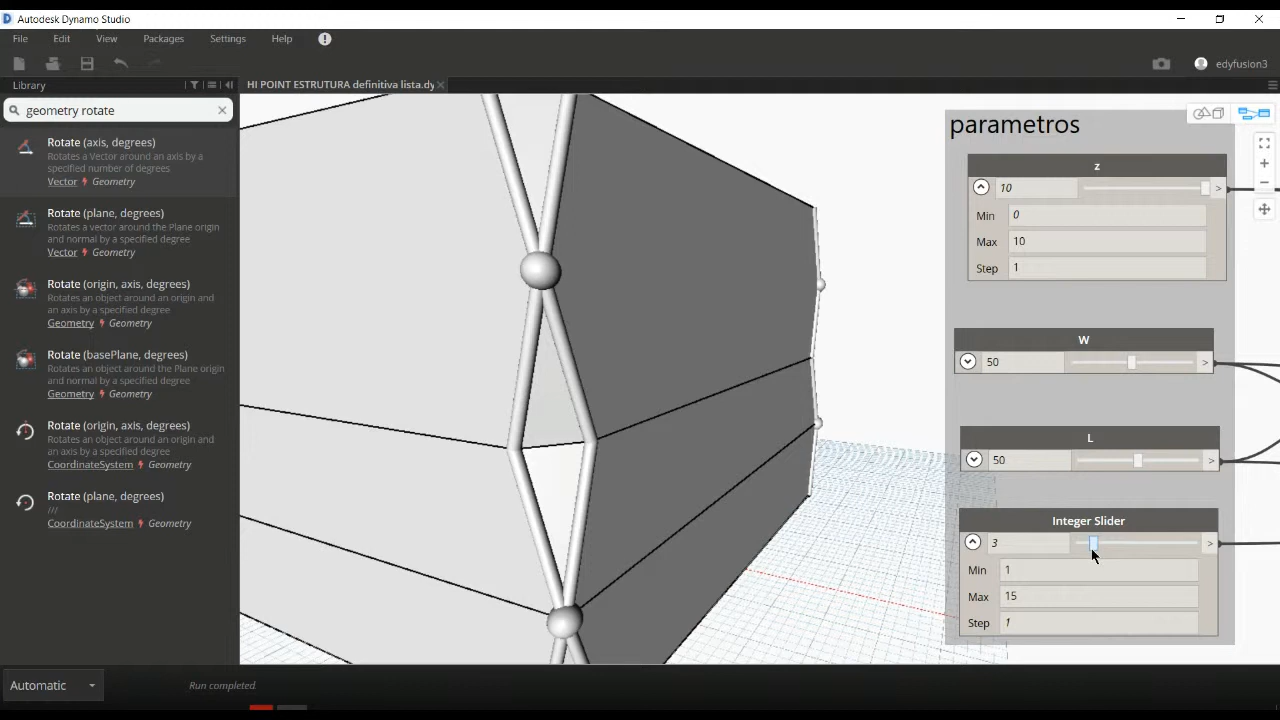 Autodesk Dynamo Studio
File Edit View Packages Settings Help
edyfusion3
Library
HI POINT ESTRUTURA definitiva lista.dy
geometry rotate
Rotate (axis, degrees)
Rotates a Vector around an axis by a
specified number of degrees
Vector Geometry
Rotate (plane, degrees)
Rotates a vector around the Plane origin
and normal by a specified degree
Vector Geometry
Rotate (origin, axis, degrees)
Rotates an object around an origin and
an axis by a specified degree
Geometry Geometry
Rotate (basePlane, degrees)
Rotates an object around the Plane origin
and normal by a specified degree
Geometry Geometry
Rotate (origin, axis, degrees)
Rotates an object around an origin and
an axis by a specified degree
CoordinateSystem Geometry
Rotate (plane, degrees)
///
CoordinateSystem Geometry
parametros
z
10 >
Min 0
Max 10
Step 1
W
50 >
L
50 >
Integer Slider
3 >
Min 1
Max 15
Step 1
Automatic
Run completed.